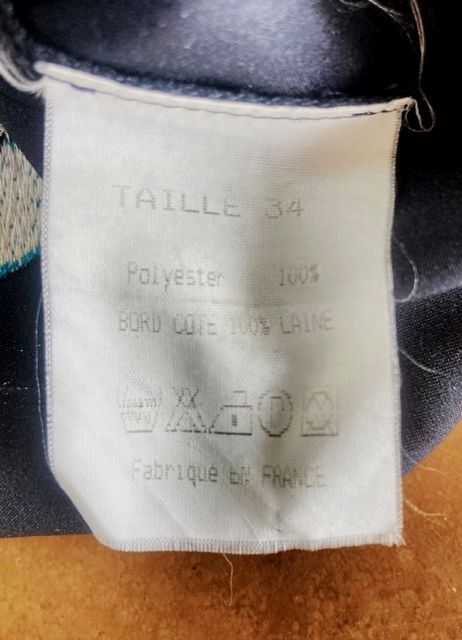 TAILLE 34
Polyester 100%
BORD COTE 100% LAINE
Fabriqué EN FRANCE